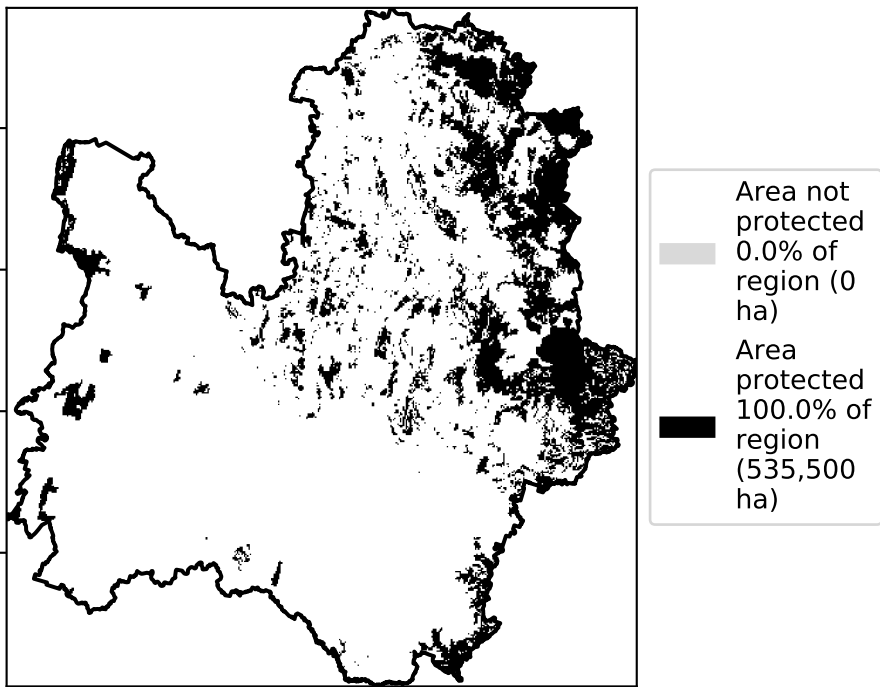 Area not
protected
0.0% of
region (0
ha)
Area
protected
100.0% of
region
(535,500
ha)